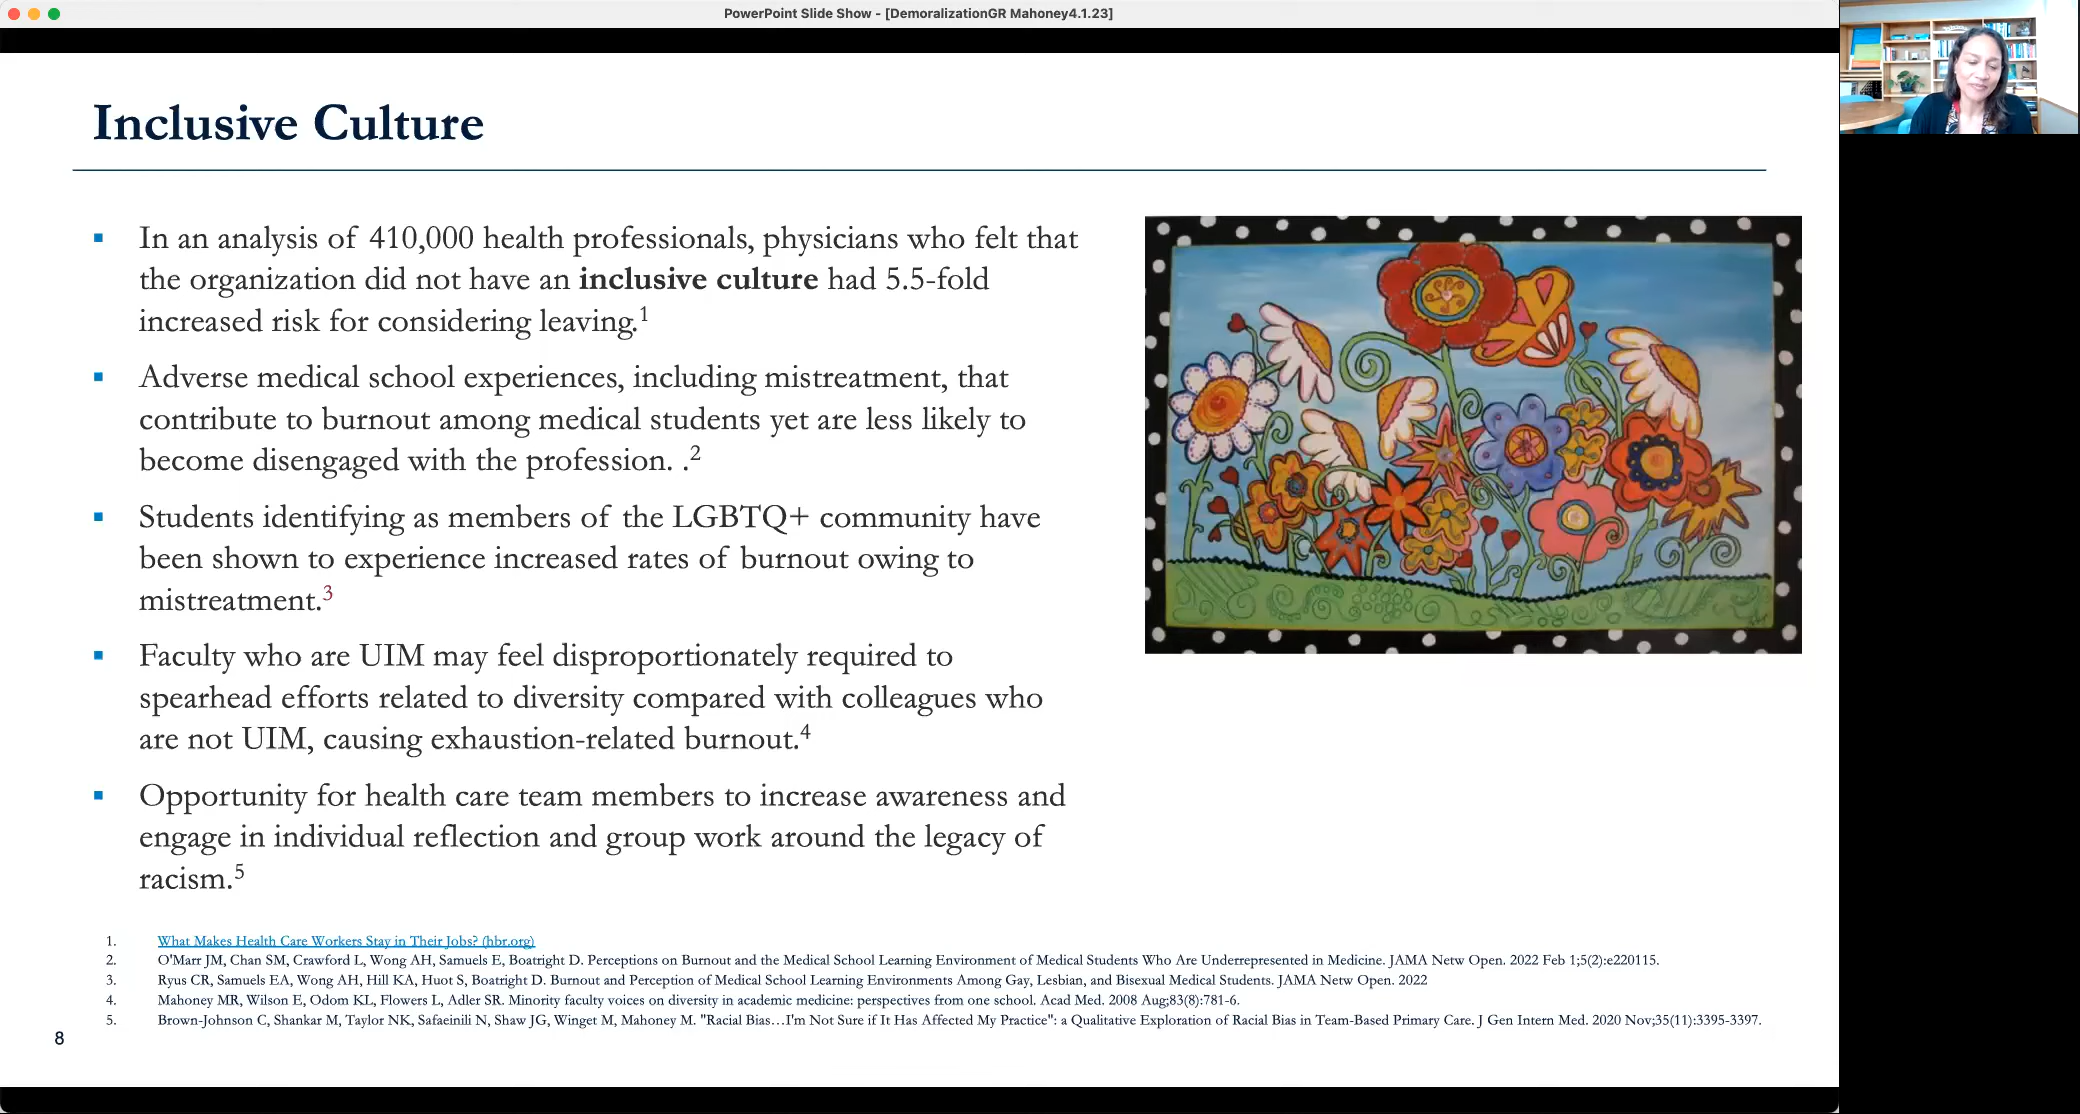 PowerPoint Slide Show - [DemoralizationGR Mahoney4.1.23]
Inclusive Culture
▪ In an analysis of 410,000 health professionals, physicians who felt that
the organization did not have an inclusive culture had 5.5-fold
increased risk for considering leaving.1
▪ Adverse medical school experiences, including mistreatment, that
contribute to burnout among medical students yet are less likely to
become disengaged with the profession. .2
▪ Students identifying as members of the LGBTQ+ community have
been shown to experience increased rates of burnout owing to
mistreatment.3
▪ Faculty who are UIM may feel disproportionately required to
spearhead efforts related to diversity compared with colleagues who
are not UIM, causing exhaustion-related burnout.4
▪ Opportunity for health care team members to increase awareness and
engage in individual reflection and group work around the legacy of
racism.5
1. What Makes Health Care Workers Stay in Their Jobs? (hbr.org)
2. O'Marr JM, Chan SM, Crawford L, Wong AH, Samuels E, Boatright D. Perceptions on Burnout and the Medical School Learning Environment of Medical Students Who Are Underrepresented in Medicine. JAMA Netw Open. 2022 Feb 1;5(2):e220115.
3. Ryus CR, Samuels EA, Wong AH, Hill KA, Huot S, Boatright D. Burnout and Perception of Medical School Learning Environments Among Gay, Lesbian, and Bisexual Medical Students. JAMA Netw Open. 2022
4. Mahoney MR, Wilson E, Odom KL, Flowers L, Adler SR. Minority faculty voices on diversity in academic medicine: perspectives from one school. Acad Med. 2008 Aug;83(8):781-6.
5. Brown-Johnson C, Shankar M, Taylor NK, Safaeinili N, Shaw JG, Winget M, Mahoney M. "Racial Bias…I'm Not Sure if It Has Affected My Practice": a Qualitative Exploration of Racial Bias in Team-Based Primary Care. J Gen Intern Med. 2020 Nov;35(11):3395-3397.
8